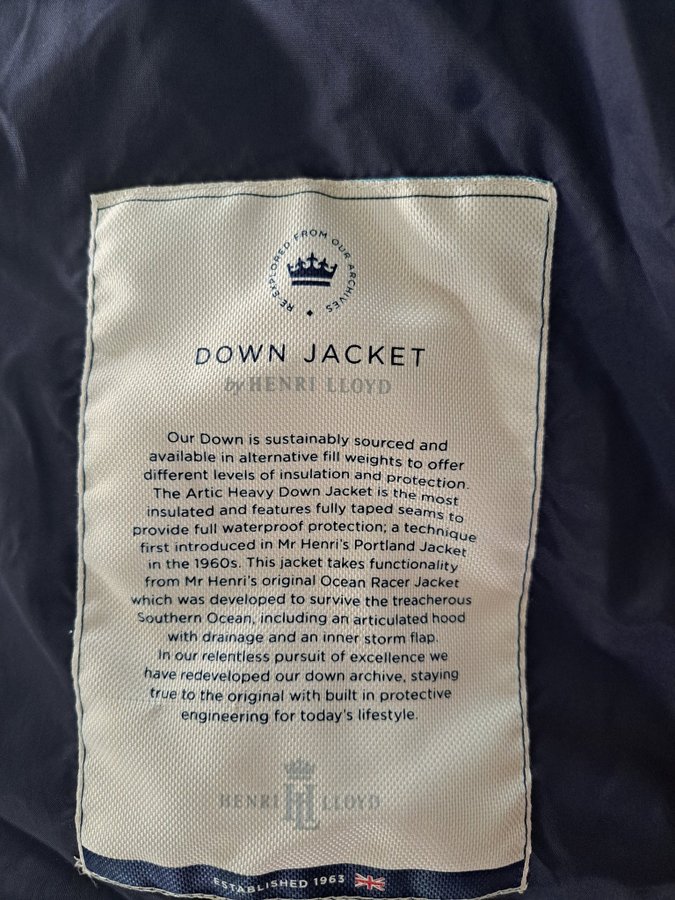 RE-EXPLORED FROM OUR ARCHIVES
DOWN JACKET
by HENRI LLOYD
Our Down is sustainably sourced and
available in alternative fill weights to offer
different levels of insulation and protection.
The Artic Heavy Down Jacket is the most
insulated and features fully taped seams to
provide full waterproof protection; a technique
first introduced in Mr Henri's Portland Jacket
in the 1960s. This jacket takes functionality
from Mr Henri's original Ocean Racer Jacket
which was developed to survive the treacherous
Southern Ocean, including an articulated hood
with drainage and an inner storm flap.
In our relentless pursuit of excellence we
have redeveloped our down archive, staying
true to the original with built in protective
engineering for today's lifestyle.
HENRI HL LLOYD
ESTABLISHED 1963